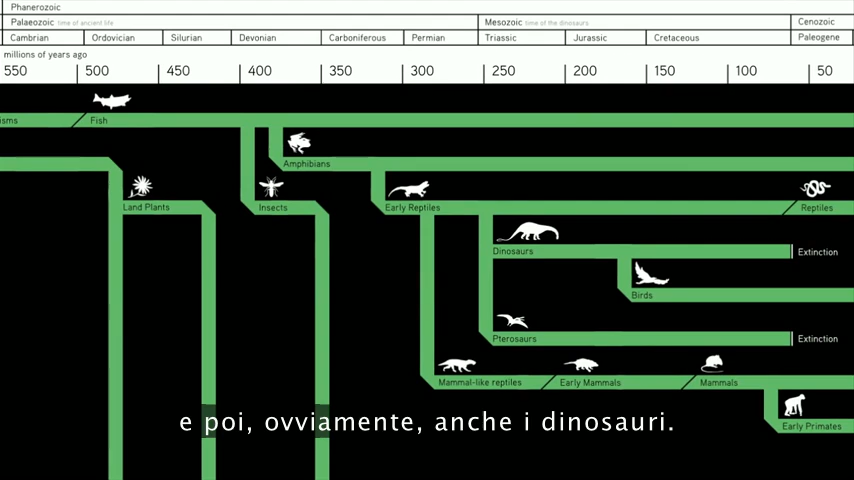 Phanerozoic
Palaeozoic time of ancient life Mesozoic time of the dinosaurs Cenozoic
Cambrian Ordovician Silurian Devonian Carboniferous Permian Triassic Jurassic Cretaceous Paleogene
millions of years ago
550 500 450 400 350 300 250 200 150 100 50
isms Fish
Amphibians
Land Plants Insects Early Reptiles Reptiles
Dinosaurs Extinction
Birds
Pterosaurs Extinction
Mammal-like reptiles Early Mammals Mammals
e poi, ovviamente, anche i dinosauri.
Early Primates